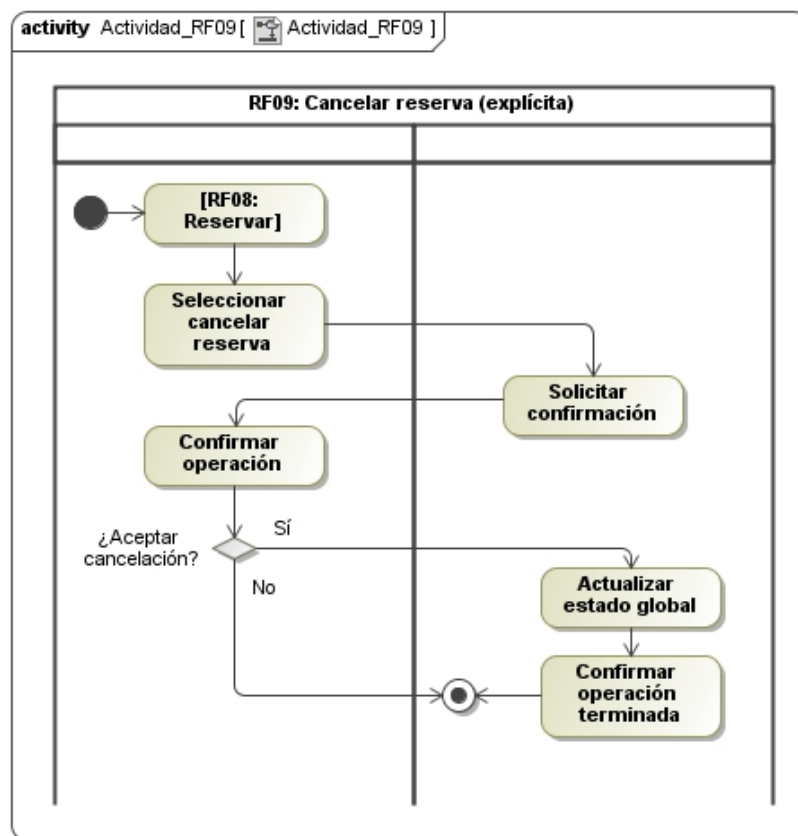 activity Actividad_RF09[ Actividad_RF09 ]
RF09: Cancelar reserva (explícita)
[RF08:
Reservar]
Seleccionar
cancelar
reserva
Solicitar
confirmación
Confirmar
operación
¿Aceptar
cancelación?
Sí
No
Actualizar
estado global
Confirmar
operación
terminada